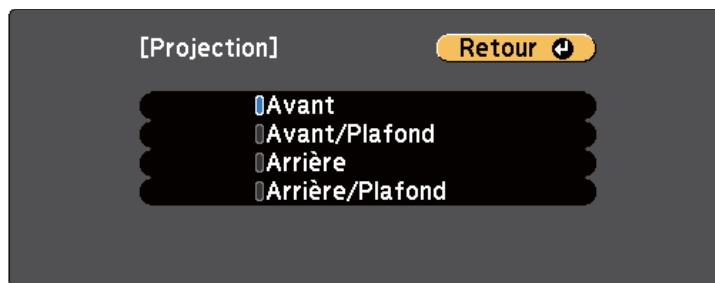 [Projection]
Retour
Avant
Avant/Plafond
Arrière
Arrière/Plafond